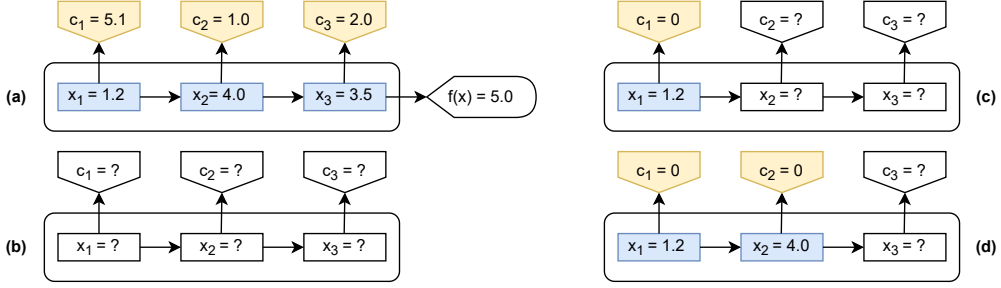 c1 = 5.1
c2 = 1.0
c3 = 2.0
(a)
x1 = 1.2
x2= 4.0
x3 = 3.5
f(x) = 5.0
c1 = ?
c2 = ?
c3 = ?
(b)
x1 = ?
x2 = ?
x3 = ?
c1 = 0
c2 = ?
c3 = ?
x1 = 1.2
x2 = ?
x3 = ?
(c)
c1 = 0
c2 = 0
c3 = ?
x1 = 1.2
x2 = 4.0
x3 = ?
(d)